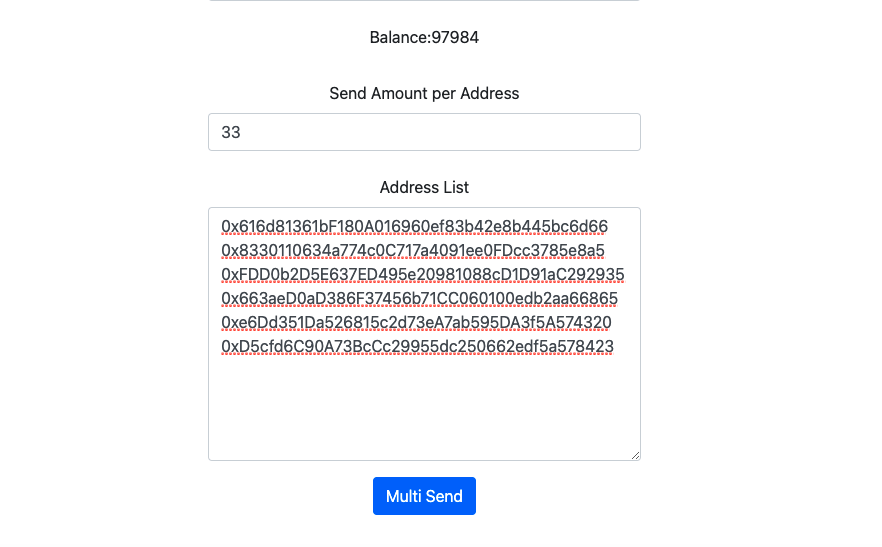 Balance:97984
Send Amount per Address
33
Address List
0x616d81361bF180A016960ef83b42e8b445bc6d66
0x8330110634a774c0C717a4091ee0FDcc3785e8a5
0xFDD0b2D5E637ED495e20981088cD1D91aC292935
0x663aeD0aD386F37456b71CC060100edb2aa66865
0xe6Dd351Da526815c2d73eA7ab595DA3f5A574320
0xD5cfd6C90A73BcCc29955dc250662edf5a578423
Multi Send